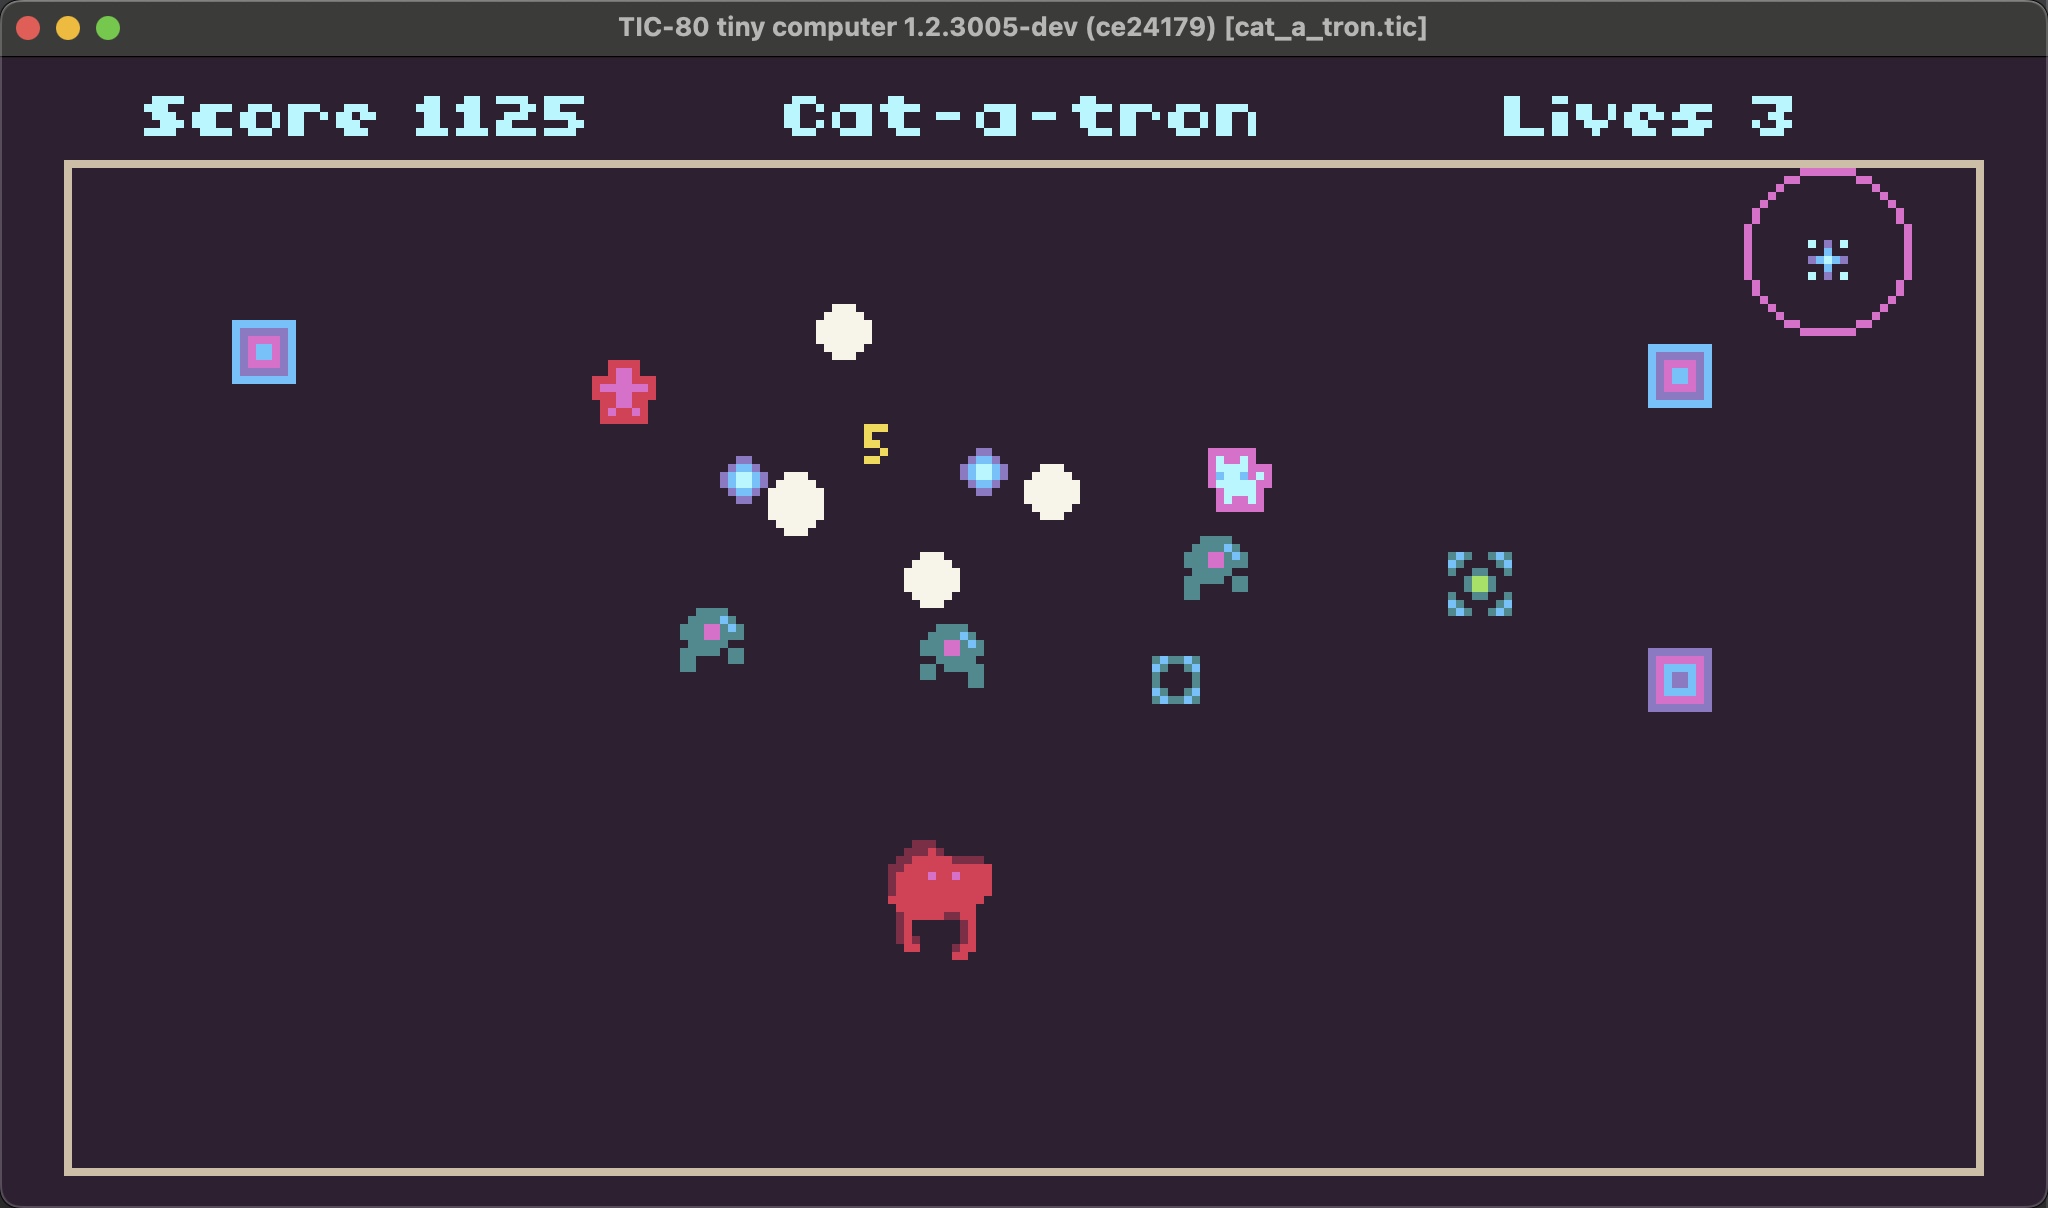 TIC-80 tiny computer 1.2.3005-dev (ce24179) [cat_a_tron.tic]
Score 1125 Cat-a-tron Lives 3
5